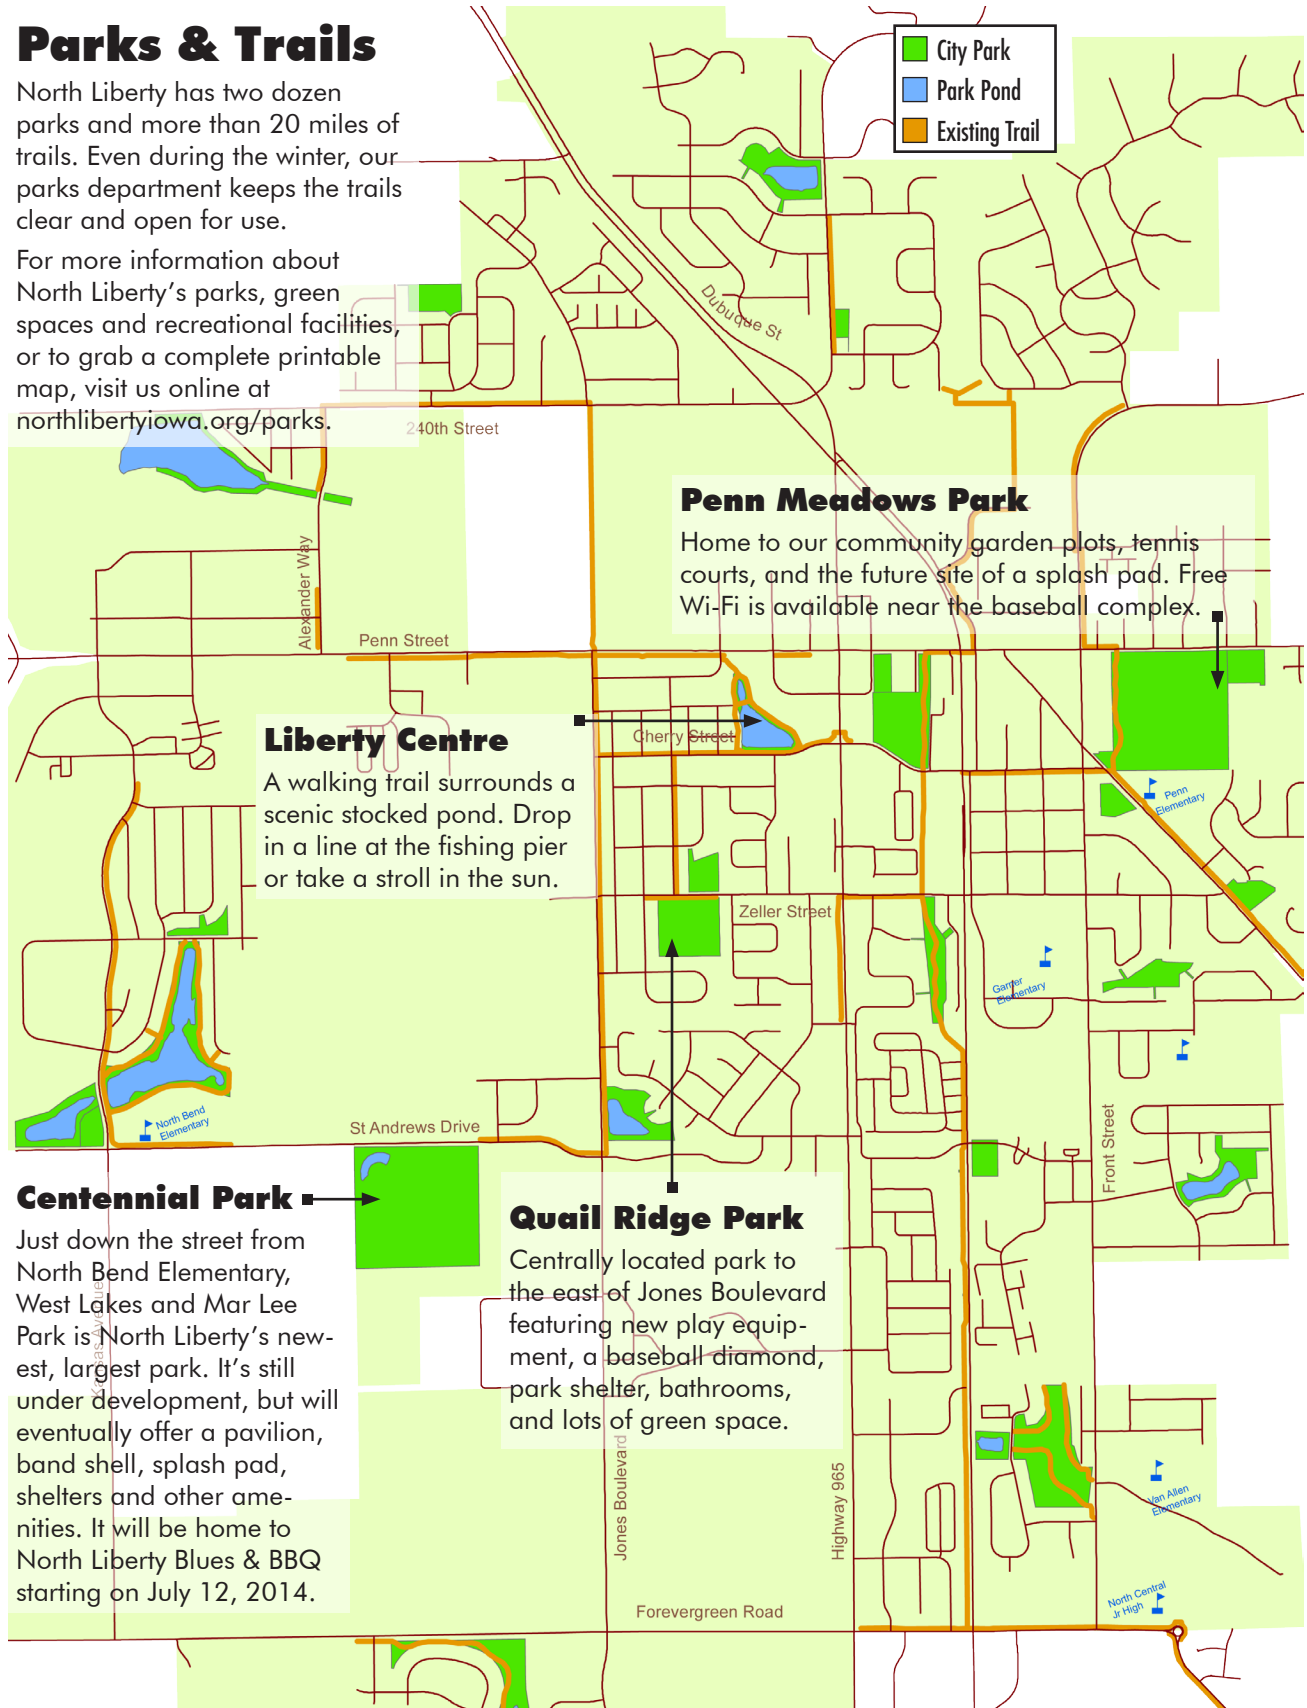 Parks & Trails
North Liberty has two dozen
parks and more than 20 miles of
trails. Even during the winter, our
parks department keeps the trails
clear and open for use.
For more information about
North Liberty's parks, green
spaces and recreational facilities,
or to grab a complete printable
map, visit us online at
northlibertyiowa.org/parks.
City Park
Park Pond
Existing Trail
Dubuque St
240th Street
Penn Meadows Park
Home to our community garden plots, tennis
courts, and the future site of a splash pad. Free
Wi-Fi is available near the baseball complex.
Alexander Way
Penn Street
Liberty Centre
A walking trail surrounds a
scenic stocked pond. Drop
in a line at the fishing pier
or take a stroll in the sun.
Cherry Street
Penn
Elementary
Zeller Street
Garner
Elementary
North Bend
Elementary
St Andrews Drive
Front Street
Centennial Park
Just down the street from
North Bend Elementary,
West Lakes and Mar Lee
Park is North Liberty's new-
est, largest park. It's still
under development, but will
eventually offer a pavilion,
band shell, splash pad,
shelters and other ame-
nities. It will be home to
North Liberty Blues & BBQ
starting on July 12, 2014.
Kansas Avenue
Quail Ridge Park
Centrally located park to
the east of Jones Boulevard
featuring new play equip-
ment, a baseball diamond,
park shelter, bathrooms,
and lots of green space.
Jones Boulevard
Highway 965
Van Allen
Elementary
North Central
Jr High
Forevergreen Road